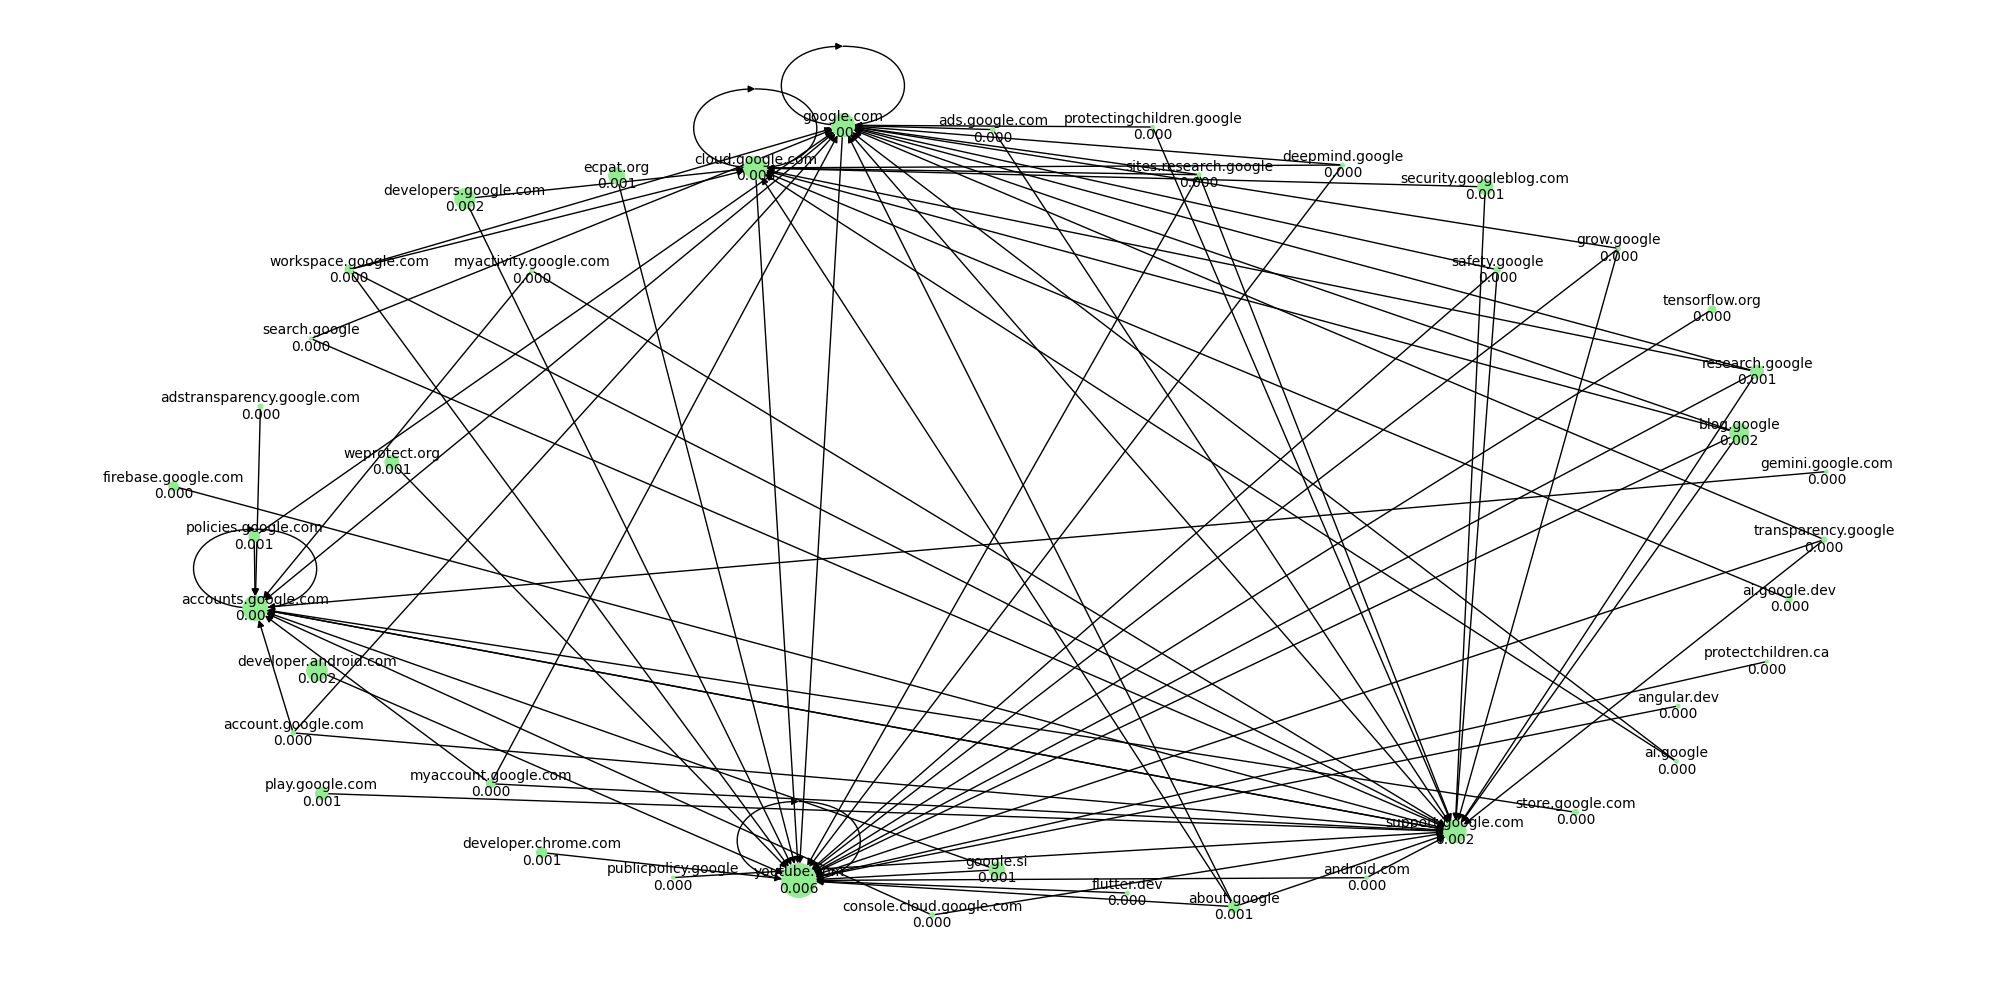 google.com
ads.google.com
0.000
protectingchildren.google
0.000
cloud.google.com
ecpat.org
0.001
sites.research.google
0.000
deepmind.google
0.000
security.googleblog.com
0.001
developers.google.com
0.002
grow.google
0.000
workspace.google.com
0.000
myactivity.google.com
0.000
safety.google
0.000
tensorflow.org
0.000
search.google
0.000
research.google
0.001
adstransparency.google.com
0.000
blog.google
0.002
weprotect.org
0.001
gemini.google.com
0.000
firebase.google.com
0.000
policies.google.com
0.001
transparency.google
0.000
accounts.google.com
ai.google.dev
0.000
developer.android.com
0.002
protectchildren.ca
0.000
angular.dev
0.000
account.google.com
0.000
ai.google
0.000
play.google.com
0.001
myaccount.google.com
0.000
store.google.com
0.000
support.google.com
0.002
developer.chrome.com
0.001
publicpolicy.google
0.000
youtube.com
0.006
google.si
0.001
android.com
0.000
flutter.dev
0.000
console.cloud.google.com
0.000
about.google
0.001